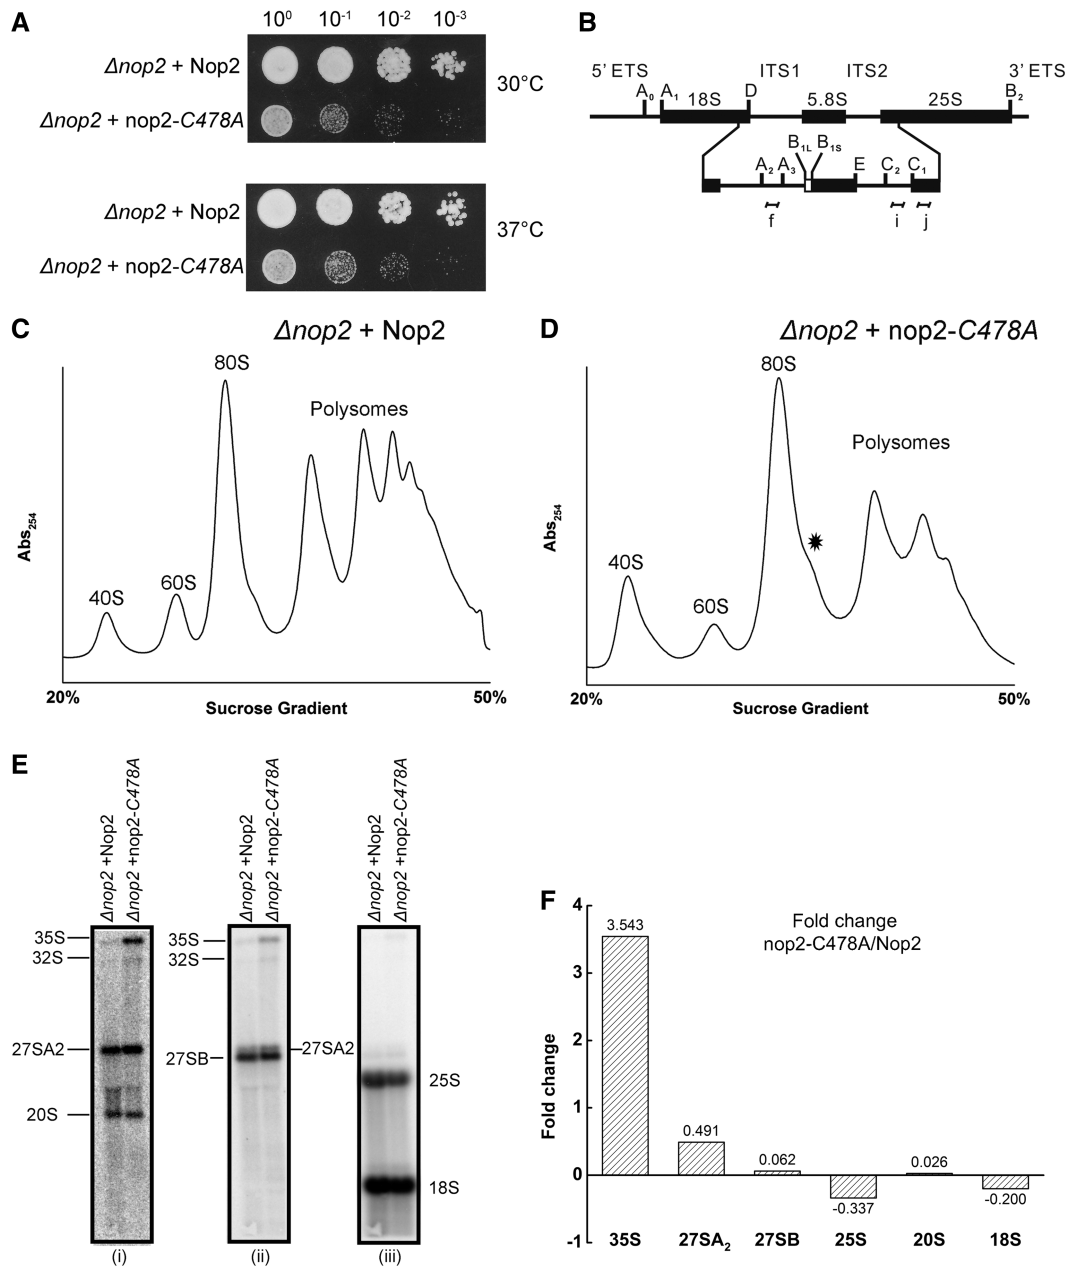 A
10⁰ 10⁻¹ 10⁻² 10⁻³
Δnop2 + Nop2
Δnop2 + nop2-C478A
30°C
Δnop2 + Nop2
Δnop2 + nop2-C478A
37°C
B
5' ETS ITS1 ITS2 3' ETS
A₀ A₁ 18S D 5.8S 25S B₂
B₁L B₁S
A₂ A₃ E C₂ C₁
f i j
C
Δnop2 + Nop2
80S
Polysomes
60S
40S
Abs₂₅₄
20% 50%
Sucrose Gradient
D
Δnop2 + nop2-C478A
80S
Polysomes
40S
60S
Abs₂₅₄
20% 50%
Sucrose Gradient
E
Δnop2 +Nop2
Δnop2 +nop2-C478A
35S
32S
27SA2
20S
(i)
Δnop2 +Nop2
Δnop2 +nop2-C478A
35S
32S
27SB
27SA2
(ii)
Δnop2 +Nop2
Δnop2 + nop2-C478A
25S
18S
(iii)
F
Fold change
nop2-C478A/Nop2
Fold change
4
3
2
1
0
-1
3.543
0.491
0.062
-0.337
0.026
-0.200
35S 27SA₂ 27SB 25S 20S 18S